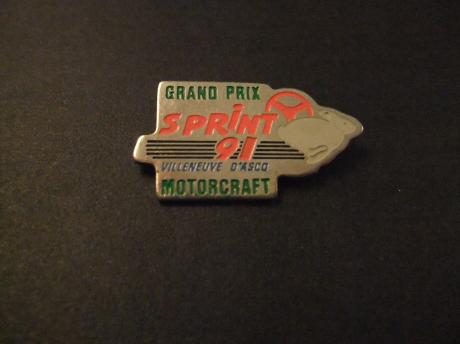 GRAND PRIX
SPRINT
91
VILLENEUVE D'ASCQ
MOTORCRAFT